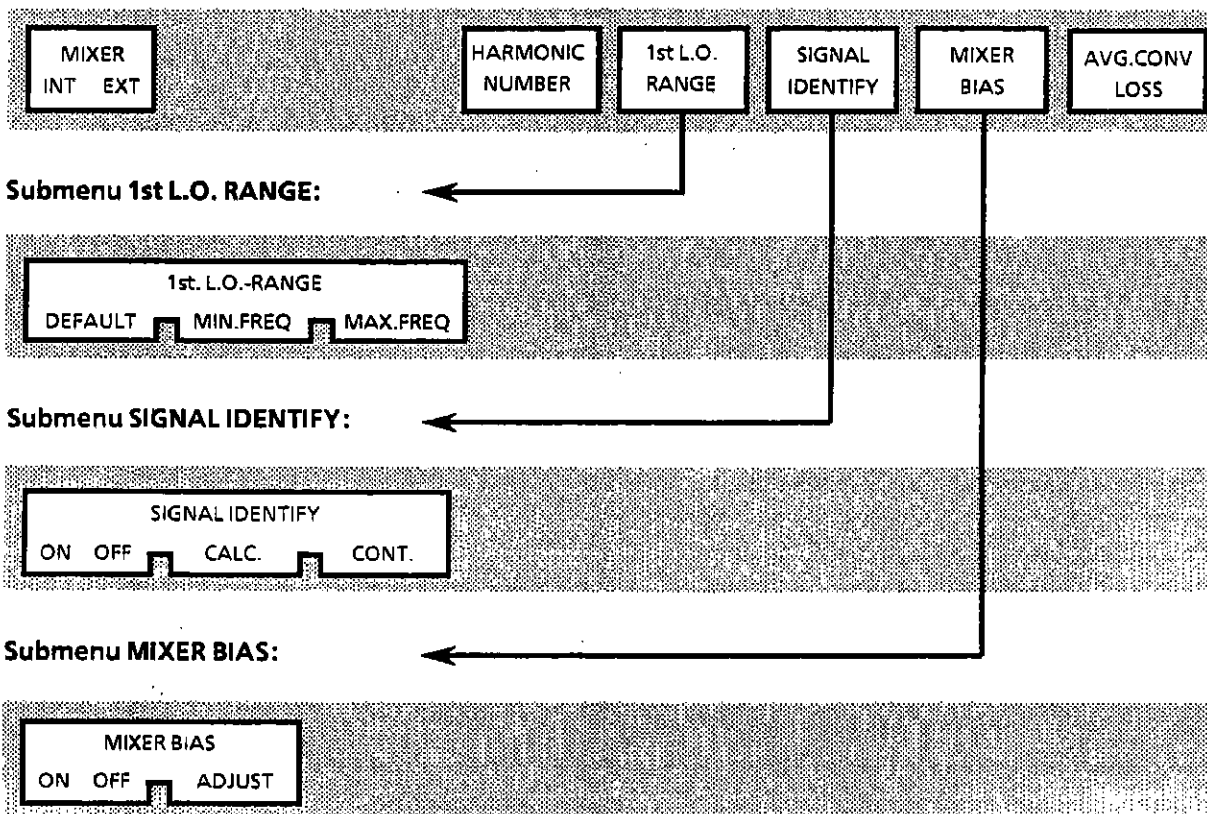 MIXER
INT EXT
HARMONIC
NUMBER
1st L.O.
RANGE
SIGNAL
IDENTIFY
MIXER
BIAS
AVG.CONV
LOSS
Submenu 1st L.O. RANGE:
1st. L.O.-RANGE
DEFAULT MIN.FREQ MAX.FREQ
Submenu SIGNAL IDENTIFY:
SIGNAL IDENTIFY
ON OFF CALC. CONT.
Submenu MIXER BIAS:
MIXER BIAS
ON OFF ADJUST